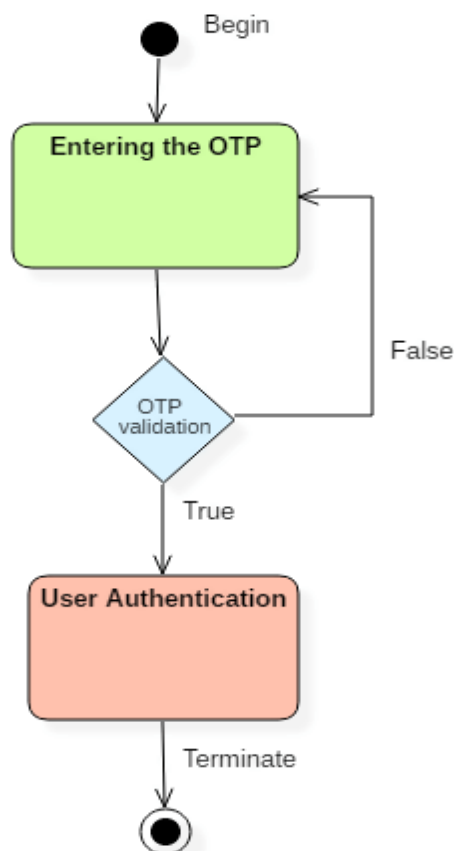 Begin
Entering the OTP
False
OTP
validation
True
User Authentication
Terminate